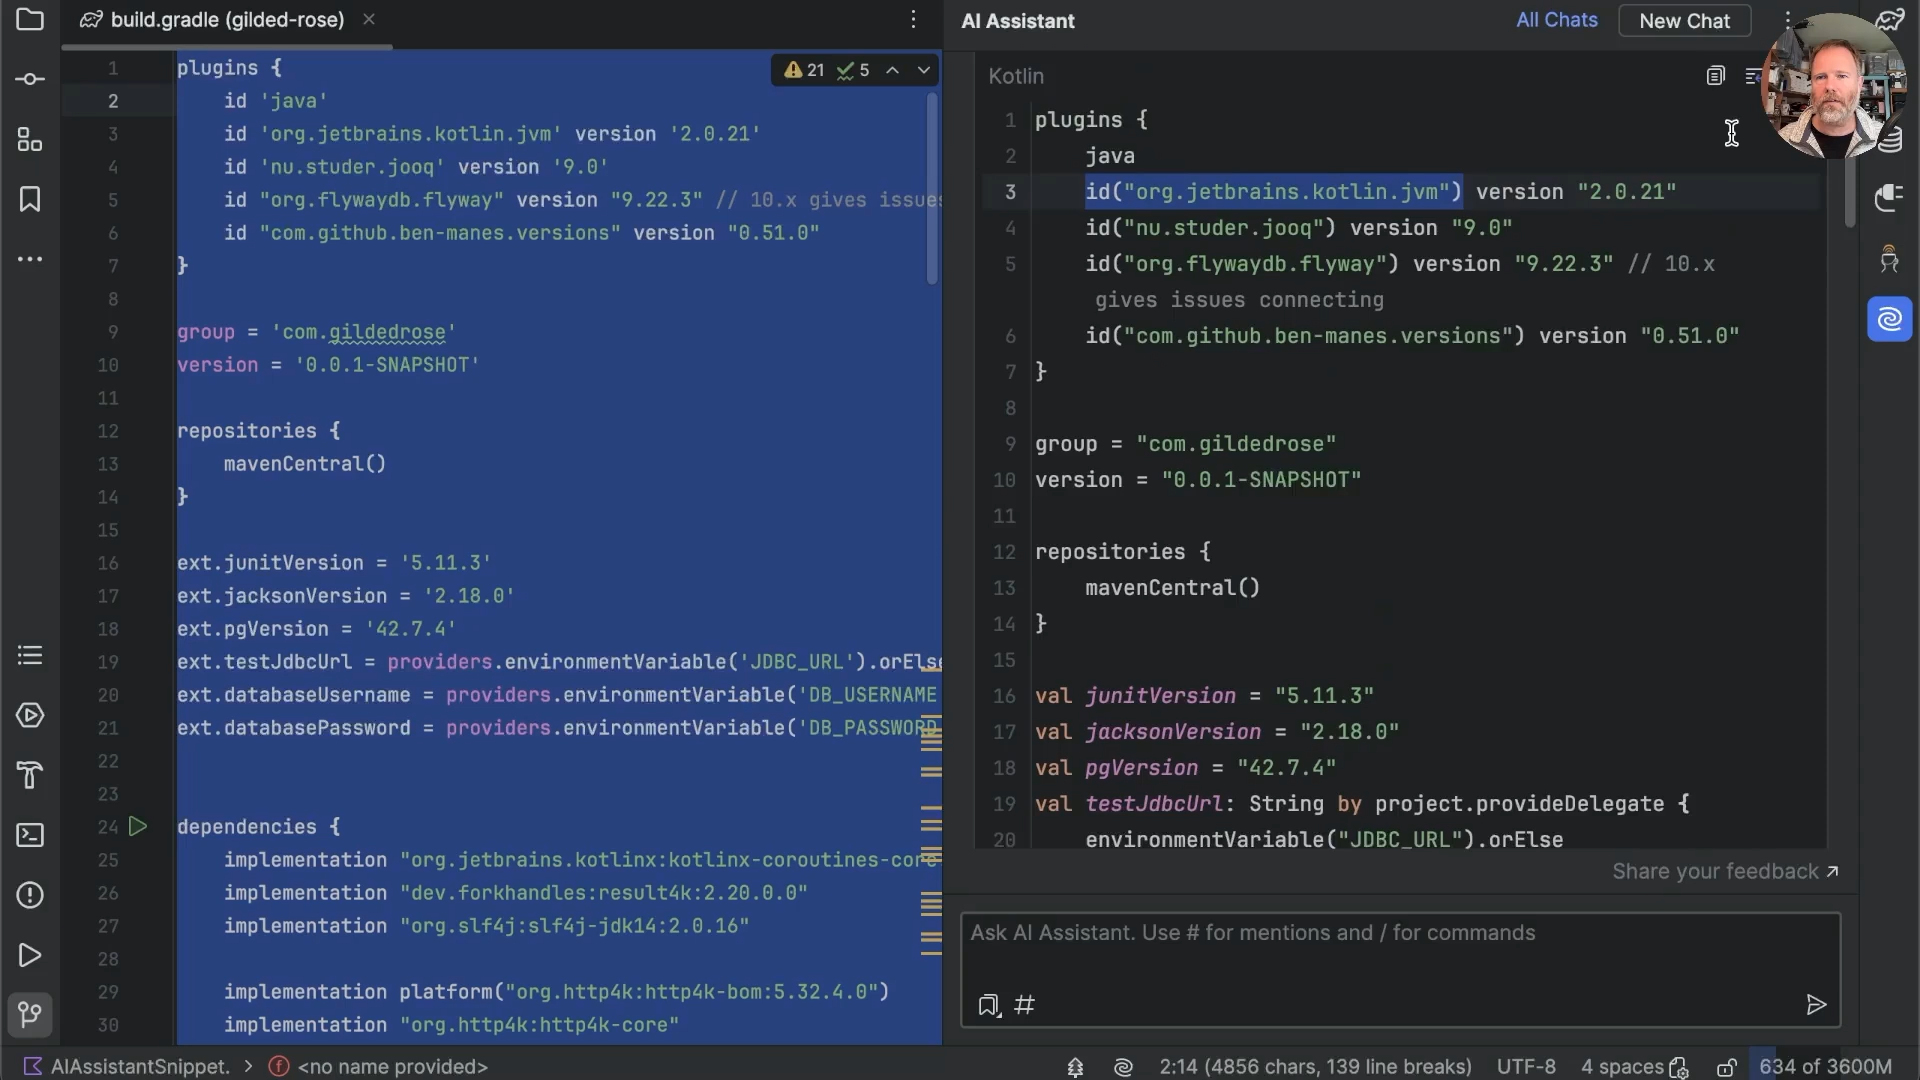 build.gradle (gilded-rose)
21 5
1 plugins {
2 id 'java'
3 id 'org.jetbrains.kotlin.jvm' version '2.0.21'
4 id 'nu.studer.jooq' version '9.0'
5 id "org.flywaydb.flyway" version "9.22.3" // 10.x gives issues
6 id "com.github.ben-manes.versions" version "0.51.0"
7 }
8
9 group = 'com.gildedrose'
10 version = '0.0.1-SNAPSHOT'
11
12 repositories {
13 mavenCentral()
14 }
15
16 ext.junitVersion = '5.11.3'
17 ext.jacksonVersion = '2.18.0'
18 ext.pgVersion = '42.7.4'
19 ext.testJdbcUrl = providers.environmentVariable('JDBC_URL').orElse
20 ext.databaseUsername = providers.environmentVariable('DB_USERNAME
21 ext.databasePassword = providers.environmentVariable('DB_PASSWORD
22
23
24 dependencies {
25 implementation "org.jetbrains.kotlinx:kotlinx-coroutines-core
26 implementation "dev.forkhandles:result4k:2.20.0.0"
27 implementation "org.slf4j:slf4j-jdk14:2.0.16"
28
29 implementation platform("org.http4k:http4k-bom:5.32.4.0")
30 implementation "org.http4k:http4k-core"
AI Assistant
All Chats
New Chat
Kotlin
1 plugins {
2 java
3 id("org.jetbrains.kotlin.jvm") version "2.0.21"
4 id("nu.studer.jooq") version "9.0"
5 id("org.flywaydb.flyway") version "9.22.3" // 10.x
gives issues connecting
6 id("com.github.ben-manes.versions") version "0.51.0"
7 }
8
9 group = "com.gildedrose"
10 version = "0.0.1-SNAPSHOT"
11
12 repositories {
13 mavenCentral()
14 }
15
16 val junitVersion = "5.11.3"
17 val jacksonVersion = "2.18.0"
18 val pgVersion = "42.7.4"
19 val testJdbcUrl: String by project.provideDelegate {
20 environmentVariable("JDBC_URL").orElse
Share your feedback ↗
Ask AI Assistant. Use # for mentions and / for commands
AIAssistantSnippet. > <no name provided>
2:14 (4856 chars, 139 line breaks) UTF-8 4 spaces 634 of 3600M